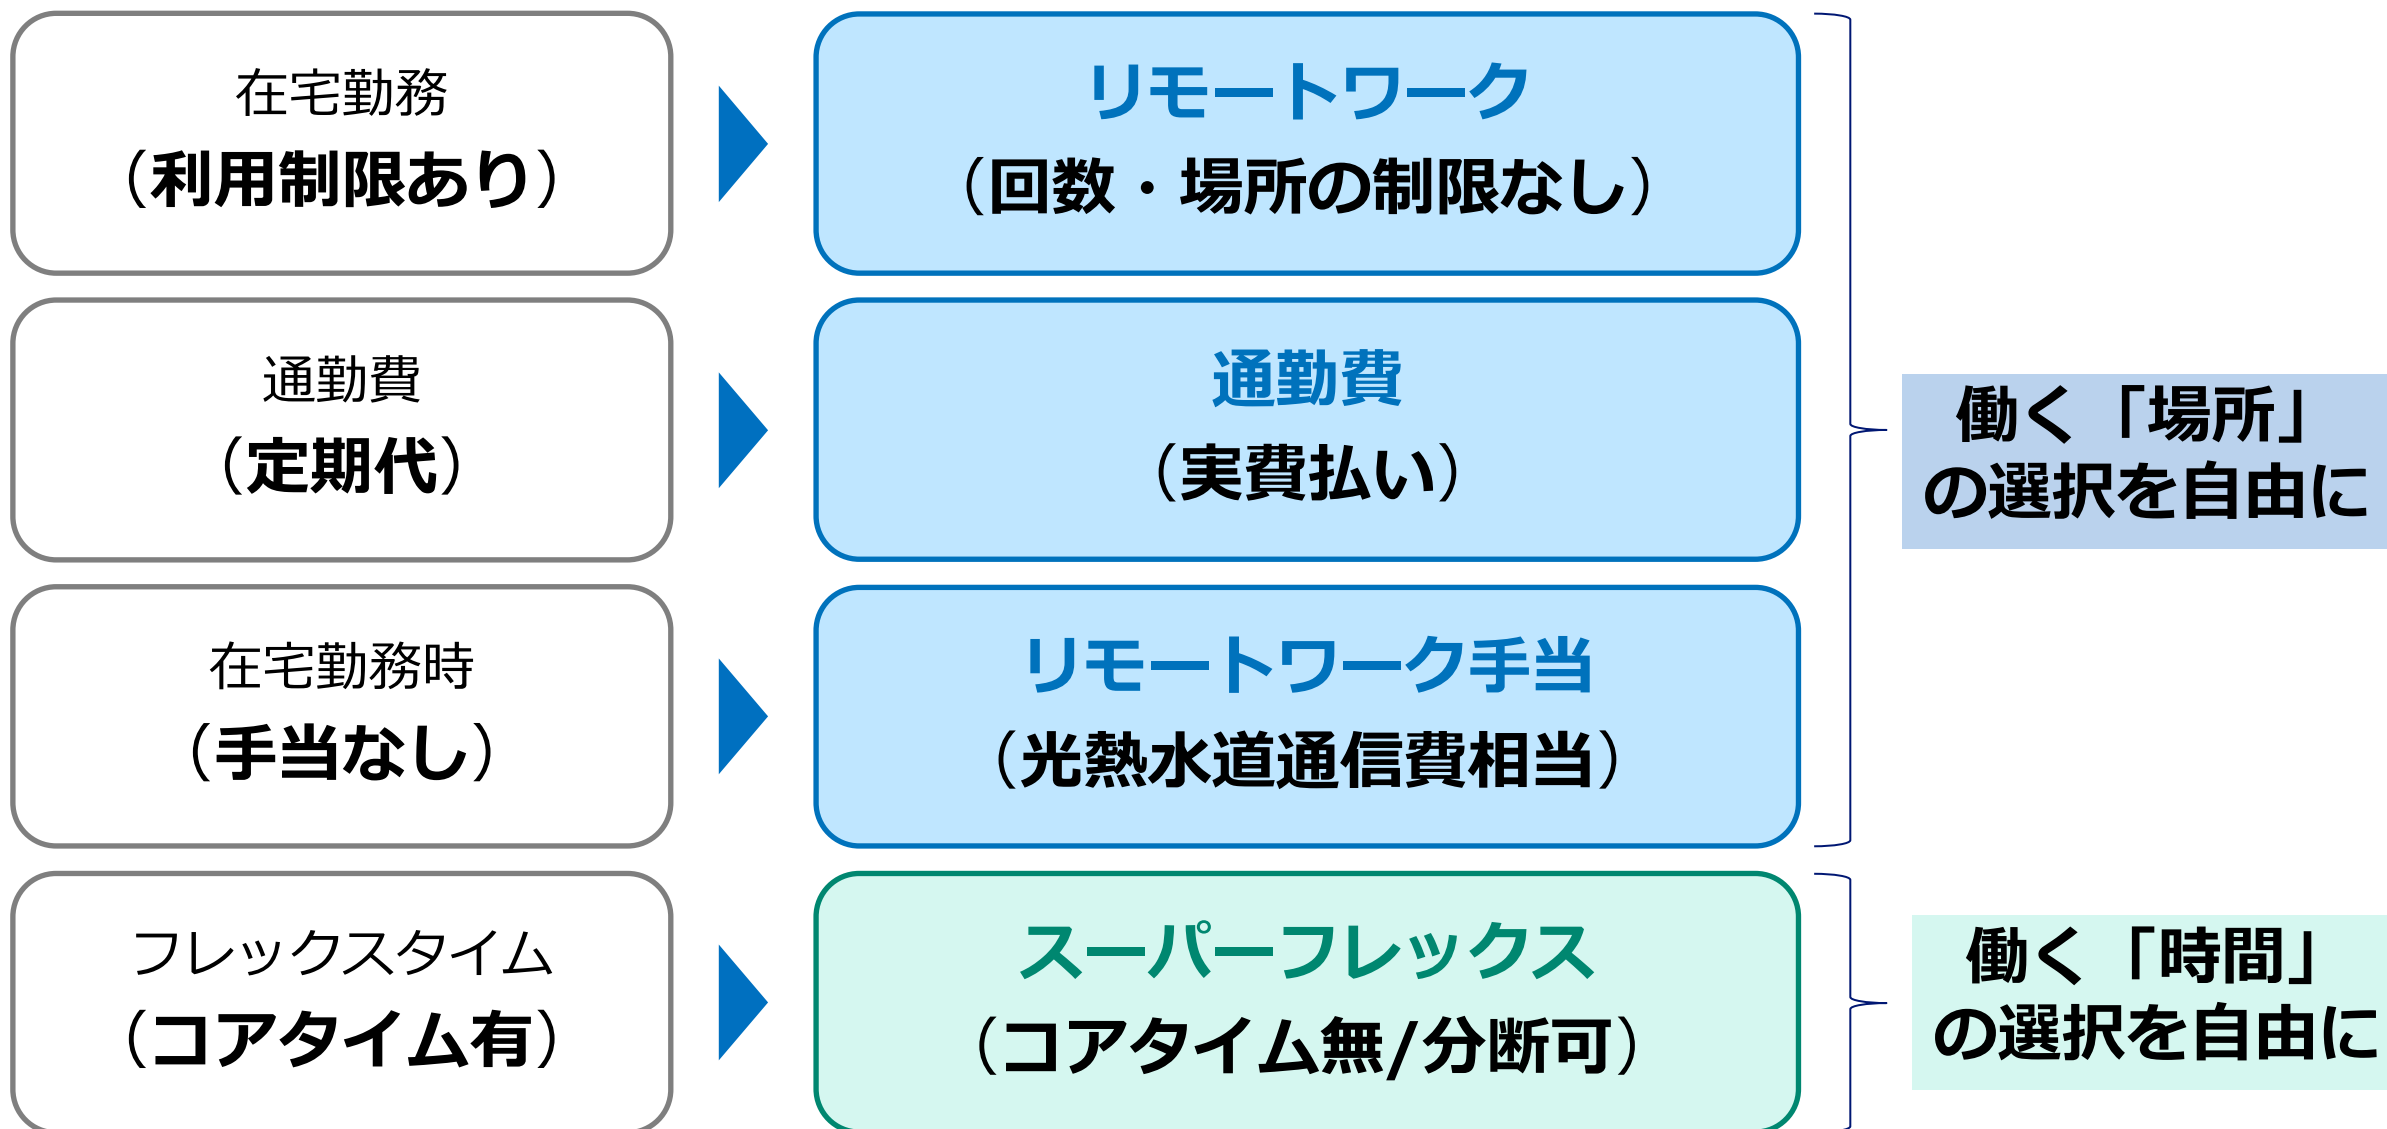 在宅勤務
（利用制限あり）
リモートワーク
（回数・場所の制限なし）
通勤費
（定期代）
通勤費
（実費払い）
在宅勤務時
（手当なし）
リモートワーク手当
（光熱水道通信費相当）
働く「場所」
の選択を自由に
フレックスタイム
（コアタイム有）
スーパーフレックス
（コアタイム無/分断可）
働く「時間」
の選択を自由に